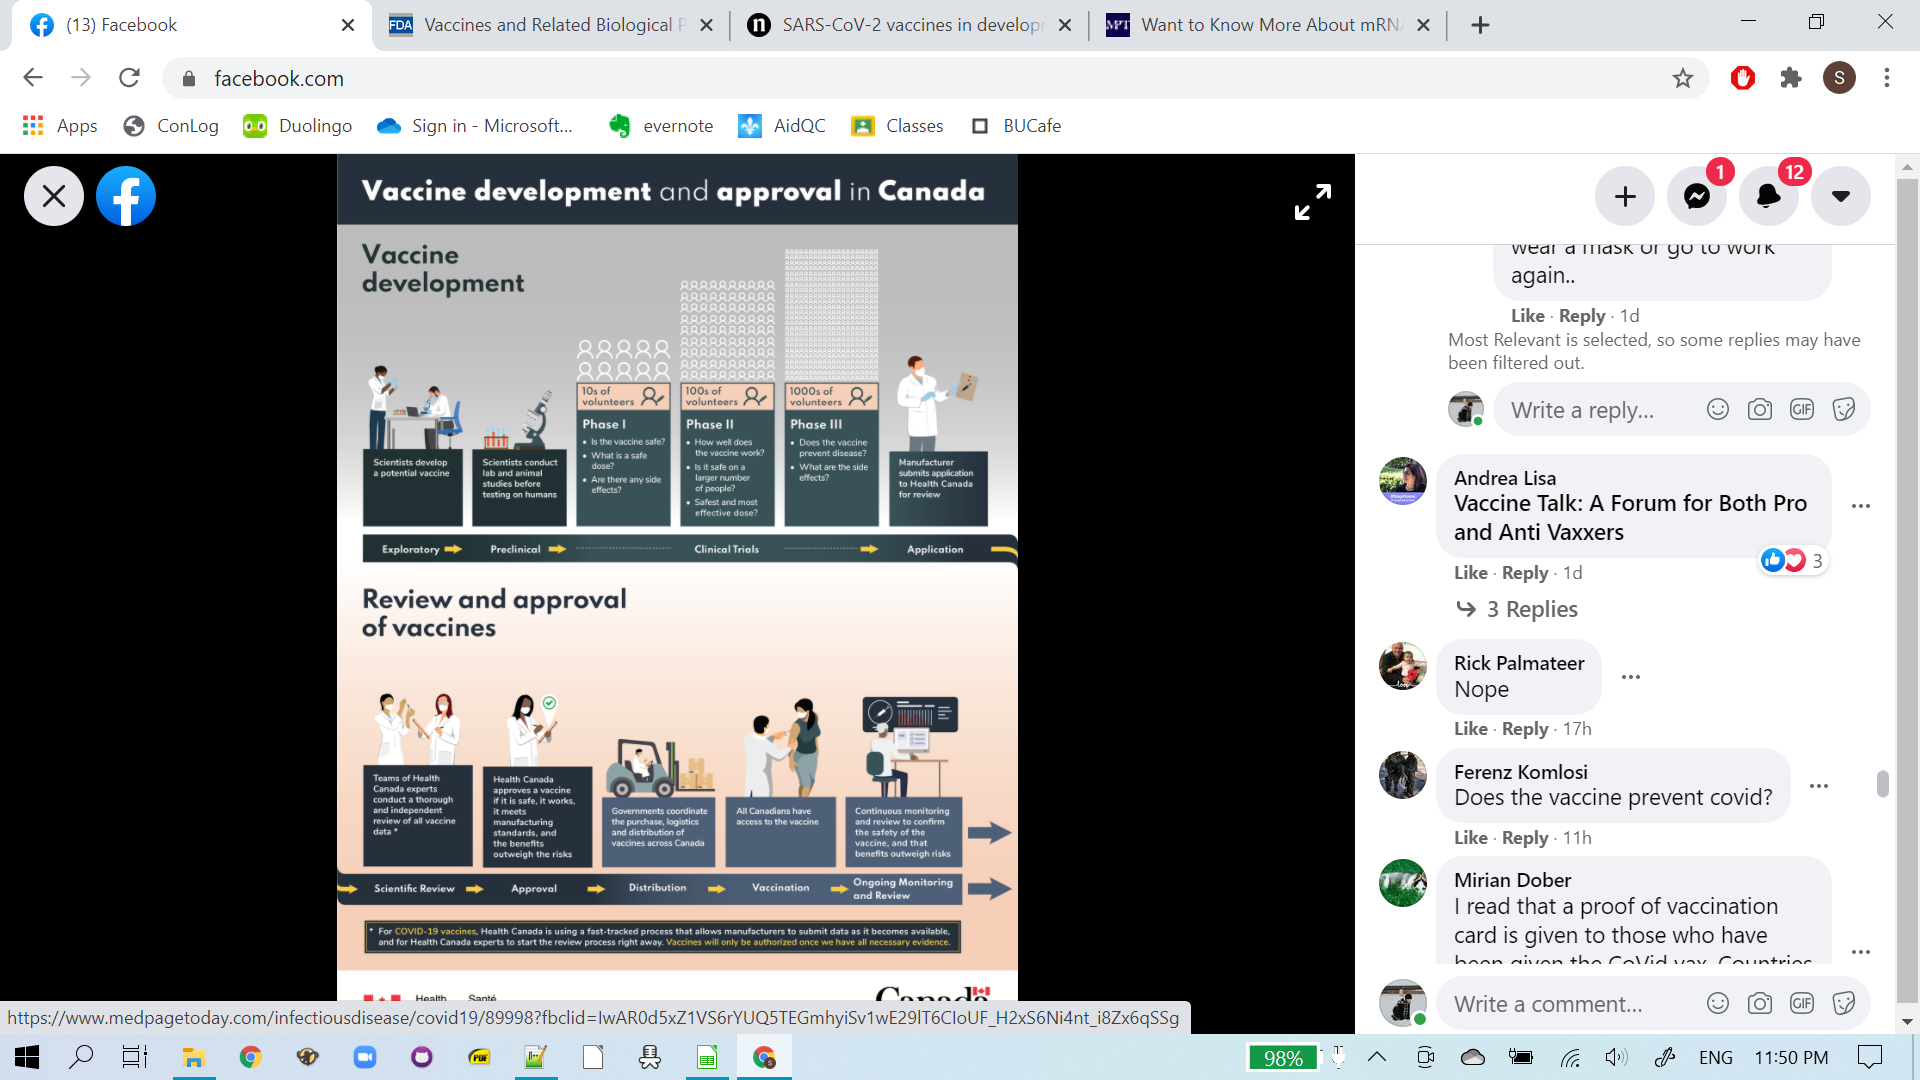 (13) Facebook
Vaccines and Related Biological P
SARS-CoV-2 vaccines in developm
MPT
Want to Know More About mRNA
FDA
n
facebook.com
S
Apps
ConLog
Duolingo
Sign in - Microsoft...
evernote
AidQC
Classes
BUCafe
Vaccine development and approval in Canada
Vaccine
development
10s of
volunteers
Phase I
• Is the vaccine safe?
• What is a safe
dose?
• Are there any side
effects?
100s of
volunteers
Phase II
• How well does
the vaccine work?
• Is it safe on a
larger number
of people?
• Safest and most
effective dose?
1000s of
volunteers
Phase III
• Does the vaccine
prevent disease?
• What are the side
effects?
Scientists develop
a potential vaccine
Scientists conduct
lab and animal
studies before
testing on humans
Manufacturer
submits application
to Health Canada
for review
Exploratory
Preclinical
Clinical Trials
Application
Review and approval
of vaccines
Teams of Health
Canada experts
conduct a thorough
and independent
review of all vaccine
data *
Health Canada
approves a vaccine
if it is safe, it works,
it meets
manufacturing
standards, and
the benefits
outweigh the risks
Governments coordinate
the purchase, logistics
and distribution of
vaccines across Canada
All Canadians have
access to the vaccine
Continuous monitoring
and review to confirm
the safety of the
vaccine, and that
benefits outweigh risks
Scientific Review
Approval
Distribution
Vaccination
Ongoing Monitoring
and Review
* For COVID-19 vaccines, Health Canada is using a fast-tracked process that allows manufacturers to submit data as it becomes available,
and for Health Canada experts to start the review process right away. Vaccines will only be authorized once we have all necessary evidence.
Health
Santé
Canada
1
12
wear a mask or go to work
again..
Like · Reply · 1d
Most Relevant is selected, so some replies may have
been filtered out.
Write a reply...
GIF
Andrea Lisa
Vaccine Talk: A Forum for Both Pro
and Anti Vaxxers
3
Like · Reply · 1d
3 Replies
Rick Palmateer
Nope
Like · Reply · 17h
Ferenz Komlosi
Does the vaccine prevent covid?
Like · Reply · 11h
Mirian Dober
I read that a proof of vaccination
card is given to those who have
been given the CoVid vax. Countries
Write a comment...
GIF
https://www.medpagetoday.com/infectiousdisease/covid19/89998?fbclid=IwAR0d5xZ1VS6rYUQ5TEGmhyiSv1wE29lT6CIoUF_H2xS6Ni4nt_i8Zx6qSSg
PDF
98%
ENG
11:50 PM